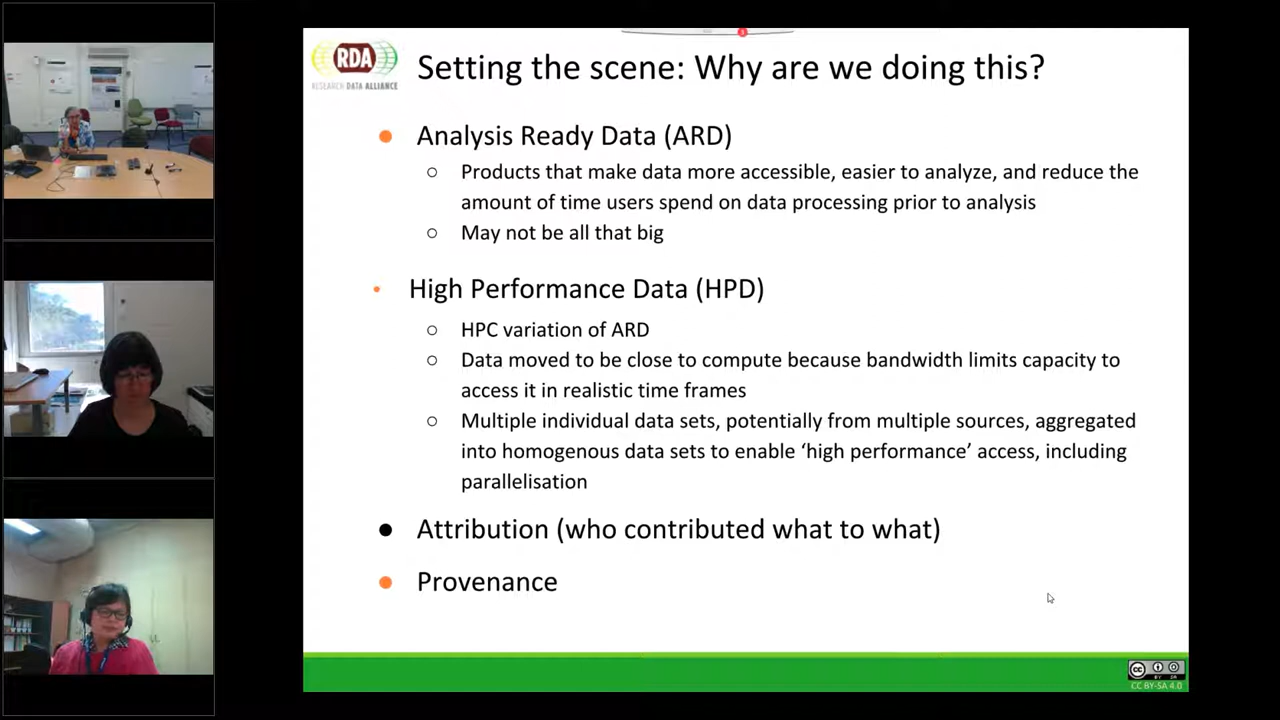 RDA
RESEARCH DATA ALLIANCE
Setting the scene: Why are we doing this?
● Analysis Ready Data (ARD)
○ Products that make data more accessible, easier to analyze, and reduce the
amount of time users spend on data processing prior to analysis
○ May not be all that big
• High Performance Data (HPD)
○ HPC variation of ARD
○ Data moved to be close to compute because bandwidth limits capacity to
access it in realistic time frames
○ Multiple individual data sets, potentially from multiple sources, aggregated
into homogenous data sets to enable ‘high performance’ access, including
parallelisation
● Attribution (who contributed what to what)
● Provenance
CC BY SA
CC BY-SA 4.0